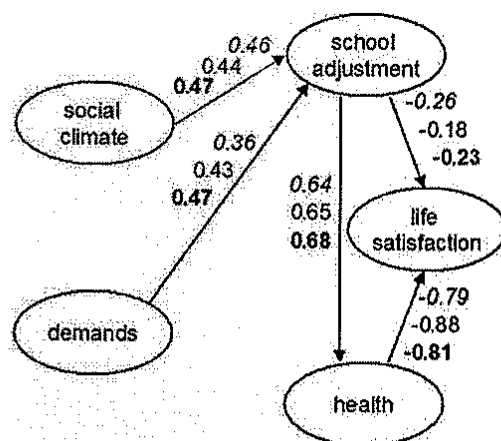 0.46
0.44
0.47
school
adjustment
social
climate
-0.26
-0.18
-0.23
0.36
0.43
0.47
0.64
0.65
0.68
life
satisfaction
demands
-0.79
-0.88
-0.81
health